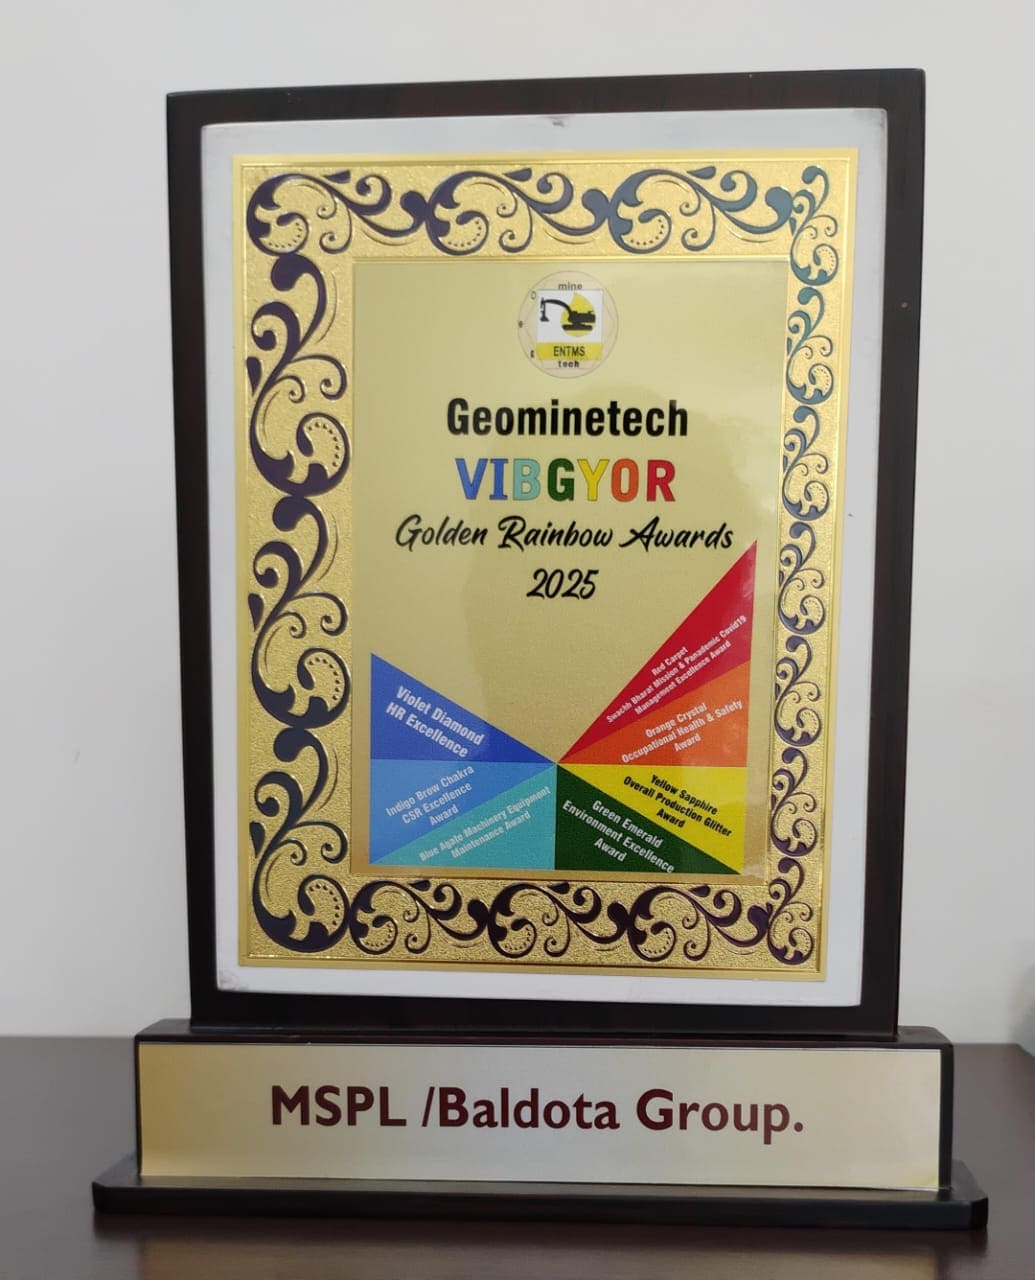 mine
ENTMS
tech
Geominetech
VIBGYOR
Golden Rainbow Awards
2025
Red Carpet
Swachh Bharat Mission & Panademic Covid19
Management Excellence Award
Orange Crystal
Occupational Health & Safety
Award
Yellow Sapphire
Overall Production Glitter
Award
Green Emerald
Environment Excellence
Award
Blue Agate Machinery Equipment
Maintenance Award
Indigo Brow Chakra
CSR Excellence
Award
Violet Diamond
HR Excellence
MSPL /Baldota Group.